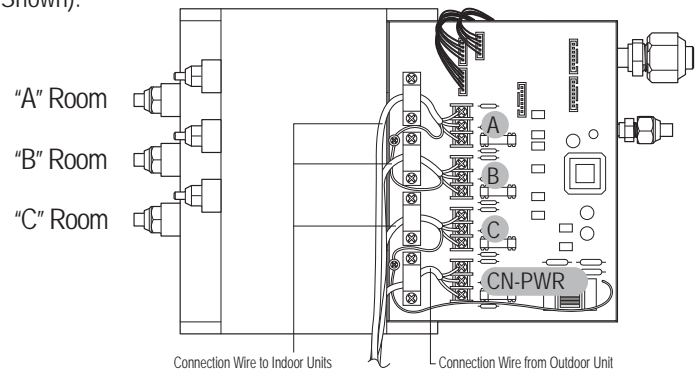 Shown).
"A" Room
"B" Room
"C" Room
A
B
C
CN-PWR
Connection Wire to Indoor Units
Connection Wire from Outdoor Unit